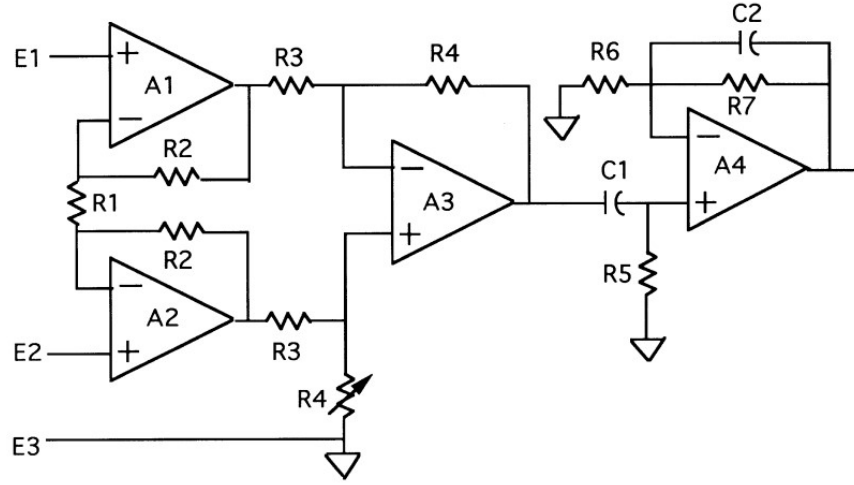 C2
E1
+
A1
−
R3
R4
R6
R7
R2
−
A4
+
C1
R1
−
A3
+
R2
R5
−
A2
+
R3
E2
R4
E3